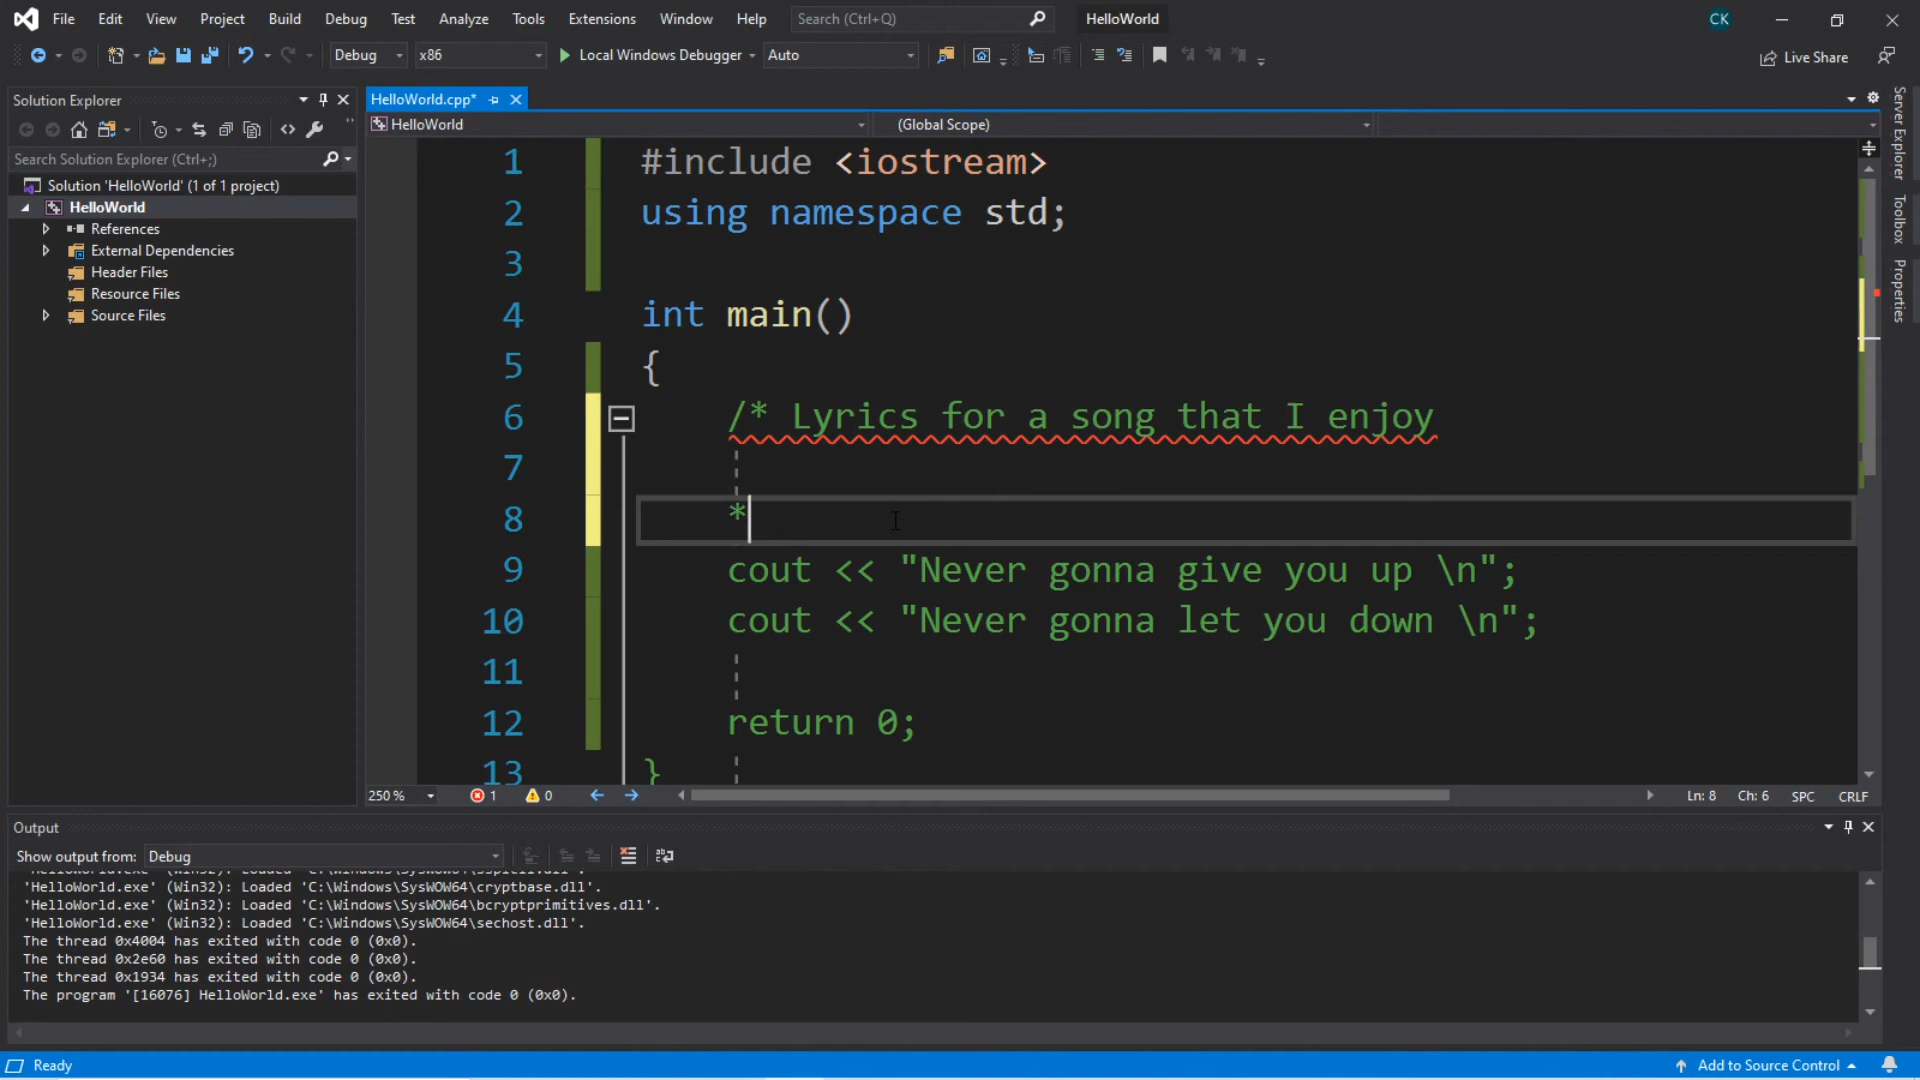 File Edit View Project Build Debug Test Analyze Tools Extensions Window Help Search (Ctrl+Q) HelloWorld CK
Debug x86 Local Windows Debugger Auto Live Share
Solution Explorer
Search Solution Explorer (Ctrl+;)
Solution 'HelloWorld' (1 of 1 project)
HelloWorld
References
External Dependencies
Header Files
Resource Files
Source Files
HelloWorld.cpp*
HelloWorld (Global Scope)
1 #include <iostream>
2 using namespace std;
3
4 int main()
5 {
6 /* Lyrics for a song that I enjoy
7
8 *
9 cout << "Never gonna give you up \n";
10 cout << "Never gonna let you down \n";
11
12 return 0;
13 }
250 % 1 0 Ln: 8 Ch: 6 SPC CRLF
Server Explorer
Toolbox
Properties
Output
Show output from: Debug
'HelloWorld.exe' (Win32): Loaded 'C:\Windows\SysWOW64\cryptbase.dll'.
'HelloWorld.exe' (Win32): Loaded 'C:\Windows\SysWOW64\bcryptprimitives.dll'.
'HelloWorld.exe' (Win32): Loaded 'C:\Windows\SysWOW64\sechost.dll'.
The thread 0x4004 has exited with code 0 (0x0).
The thread 0x2e60 has exited with code 0 (0x0).
The thread 0x1934 has exited with code 0 (0x0).
The program '[16076] HelloWorld.exe' has exited with code 0 (0x0).
Ready Add to Source Control